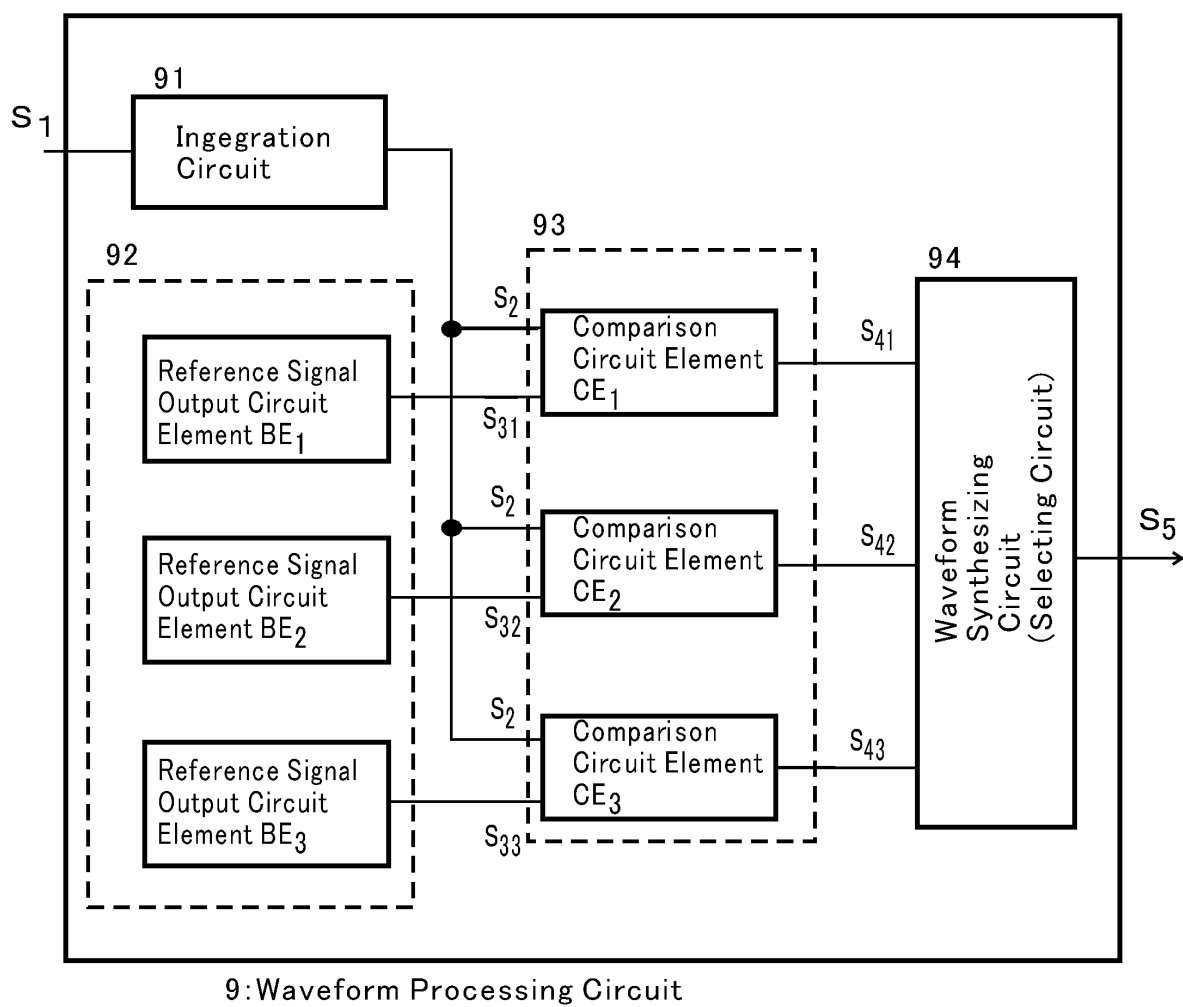 91
S1
Ingegration
Circuit
92
93
94
S2
Comparison
Circuit Element
CE1
S41
Reference Signal
Output Circuit
Element BE1
S31
S2
Comparison
Circuit Element
CE2
S42
Reference Signal
Output Circuit
Element BE2
S32
S2
Comparison
Circuit Element
CE3
S43
Reference Signal
Output Circuit
Element BE3
S33
Waveform
Synthesizing
Circuit
(Selecting Circuit)
S5
9:Waveform Processing Circuit